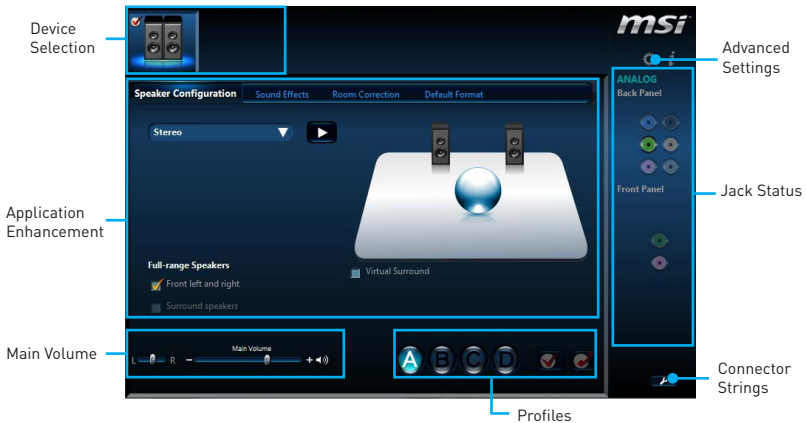 Device
Selection
msi
Advanced
Settings
ANALOG
Back Panel
Speaker Configuration
Sound Effects
Room Correction
Default Format
Stereo
Front Panel
Jack Status
Application
Enhancement
Full-range Speakers
Front left and right
Surround speakers
Virtual Surround
Main Volume
L
R
Main Volume
A
B
C
D
Connector
Strings
Profiles